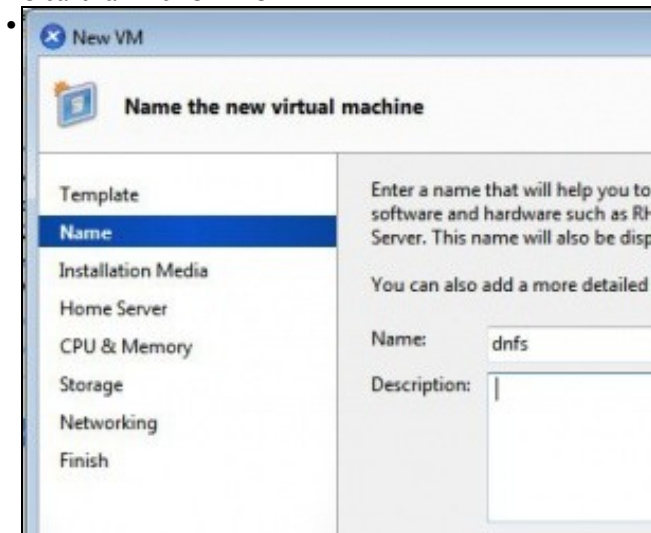 New VM
Name the new virtual machine
Template
Name
Installation Media
Home Server
CPU & Memory
Storage
Networking
Finish
Enter a name that will help you to
software and hardware such as RH
Server. This name will also be disp
You can also add a more detailed
Name: dnfs
Description: